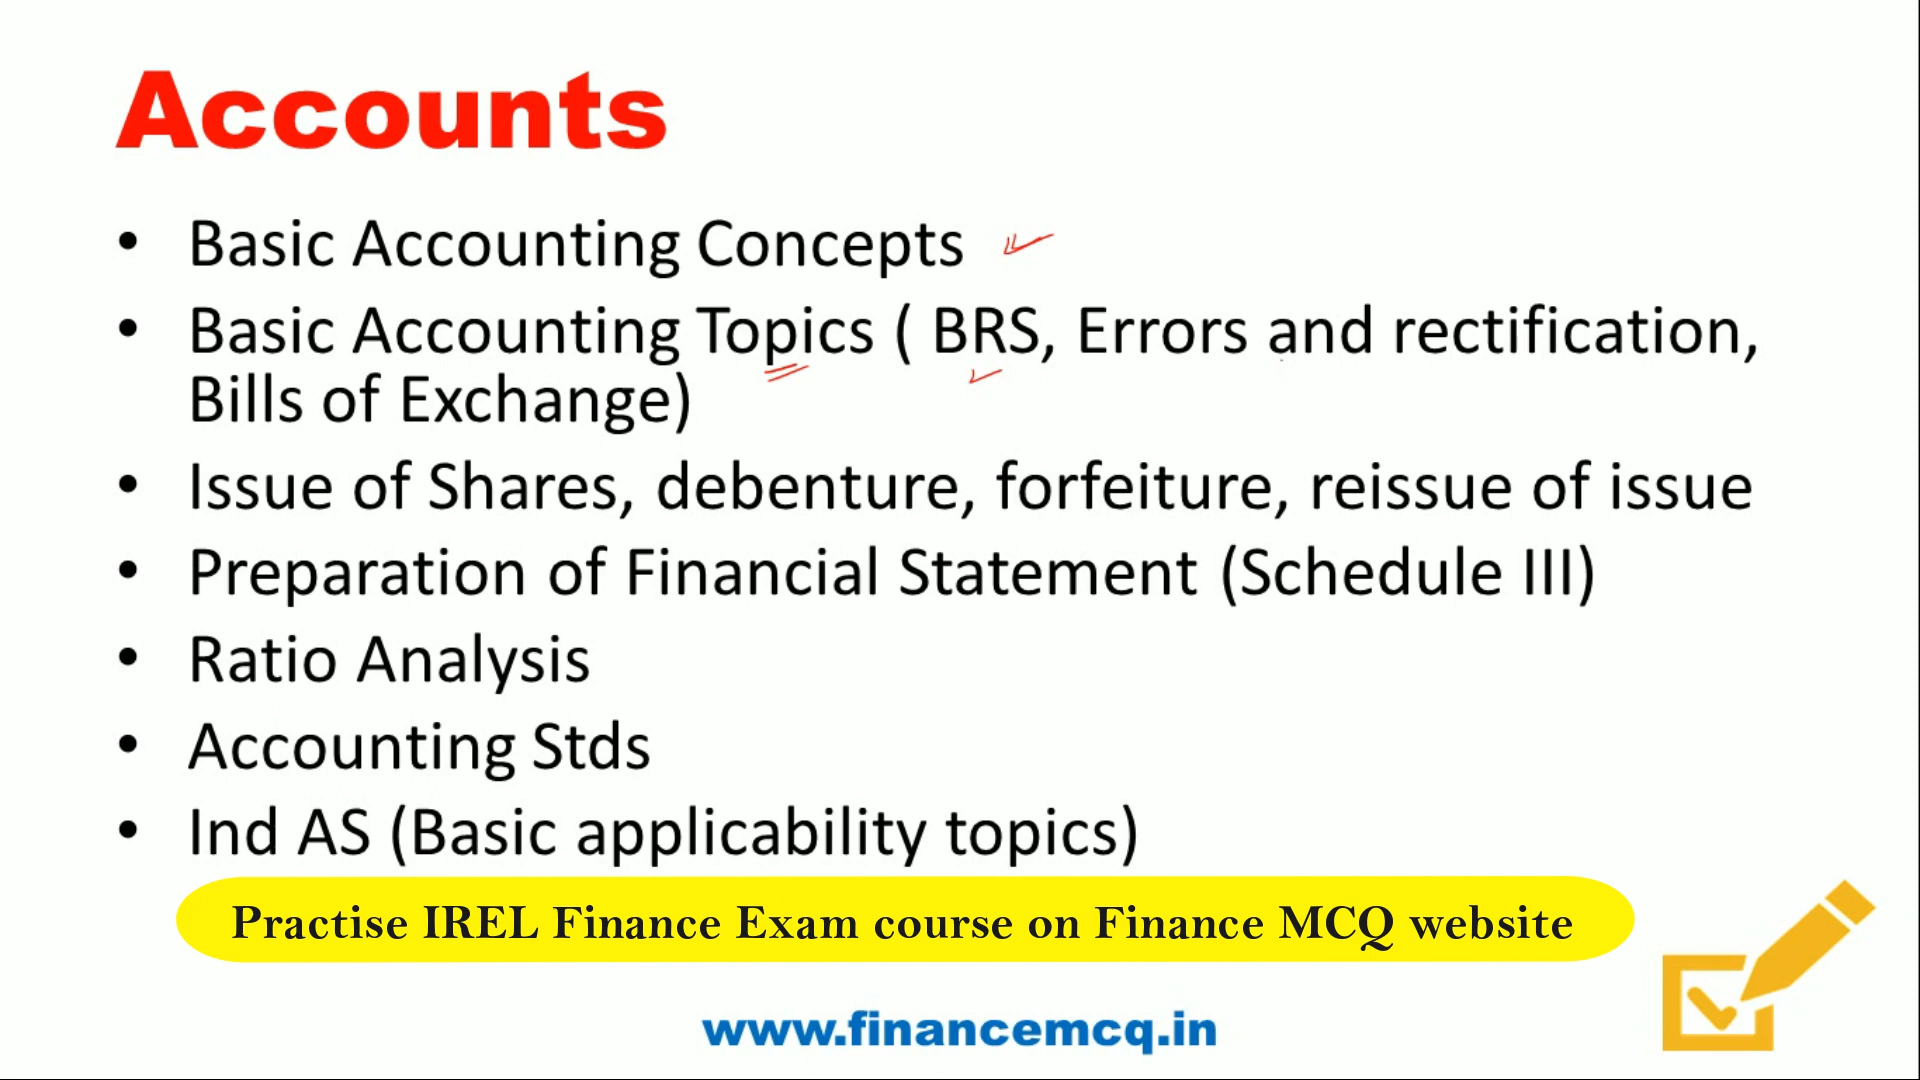 Accounts
• Basic Accounting Concepts
• Basic Accounting Topics ( BRS, Errors and rectification,
Bills of Exchange)
• Issue of Shares, debenture, forfeiture, reissue of issue
• Preparation of Financial Statement (Schedule III)
• Ratio Analysis
• Accounting Stds
• Ind AS (Basic applicability topics)
Practise IREL Finance Exam course on Finance MCQ website
www.financemcq.in